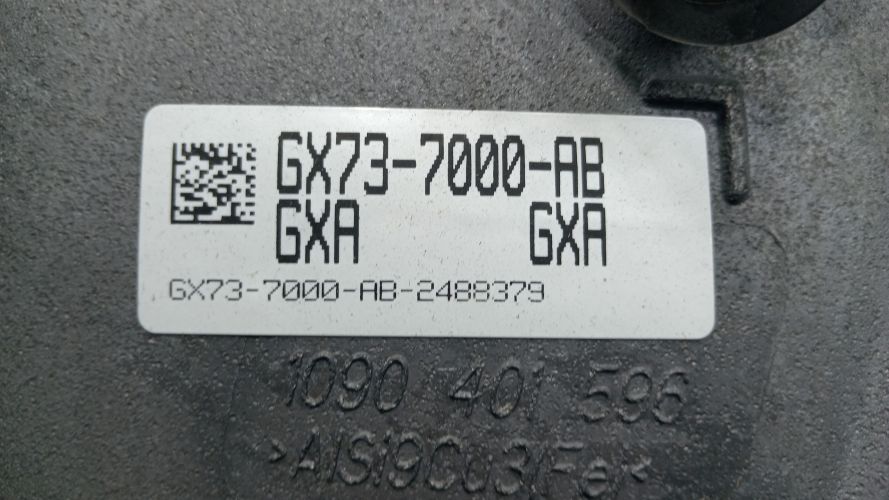 GX73-7000-AB
GXA GXA
GX73-7000-AB-2488379
1090 401 596
>AlSi9Cu3(Fe)<